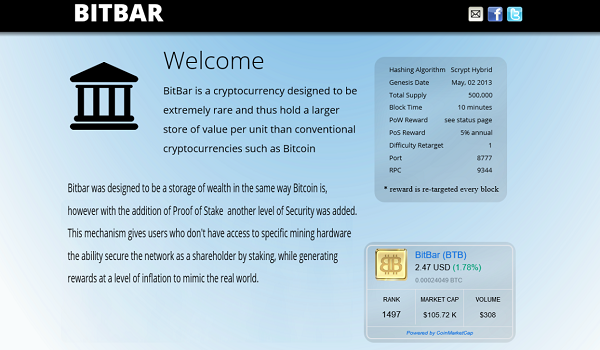 BITBAR
Welcome
BitBar is a cryptocurrency designed to be
extremely rare and thus hold a larger
store of value per unit than conventional
cryptocurrencies such as Bitcoin
Bitbar was designed to be a storage of wealth in the same way Bitcoin is,
however with the addition of Proof of Stake another level of Security was added.
This mechanism gives users who don't have access to specific mining hardware
the ability secure the network as a shareholder by staking, while generating
rewards at a level of inflation to mimic the real world.
Hashing Algorithm Scrypt Hybrid
Genesis Date May, 02 2013
Total Supply 500.000
Block Time 10 minutes
PoW Reward see status page
PoS Reward 5% annual
Difficulty Retarget 1
Port 8777
RPC 9344
* reward is re-targeted every block
BitBar (BTB)
2.47 USD (1.78%)
0.00024049 BTC
RANK MARKET CAP VOLUME
1497 $105.72 K $308
Powered by CoinMarketCap